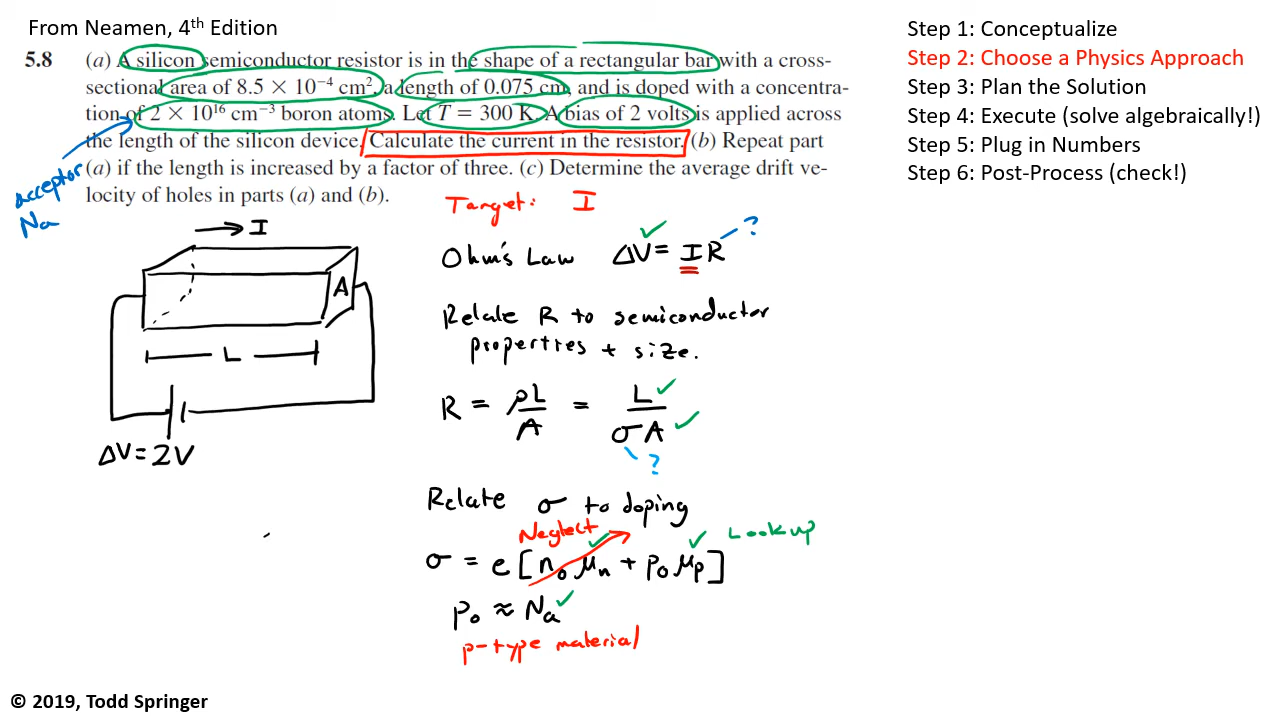 From Neamen, 4th Edition
5.8 (a) A silicon semiconductor resistor is in the shape of a rectangular bar with a cross-
sectional area of 8.5 × 10⁻⁴ cm², a length of 0.075 cm, and is doped with a concentra-
tion of 2 × 10¹⁶ cm⁻³ boron atoms. Let T = 300 K. A bias of 2 volts is applied across
the length of the silicon device. Calculate the current in the resistor. (b) Repeat part
(a) if the length is increased by a factor of three. (c) Determine the average drift ve-
locity of holes in parts (a) and (b).
Step 1: Conceptualize
Step 2: Choose a Physics Approach
Step 3: Plan the Solution
Step 4: Execute (solve algebraically!)
Step 5: Plug in Numbers
Step 6: Post-Process (check!)
acceptor
Na
→ I
A
L
ΔV = 2V
Target: I
Ohm's Law ΔV = IR ?
Relate R to semiconductor
properties + size.
R = ρL/A = L/σA
?
Relate σ to doping
Neglect
Lookup
σ = e[n₀μₙ + p₀μₚ]
p₀ ≈ Nₐ
p-type material
© 2019, Todd Springer